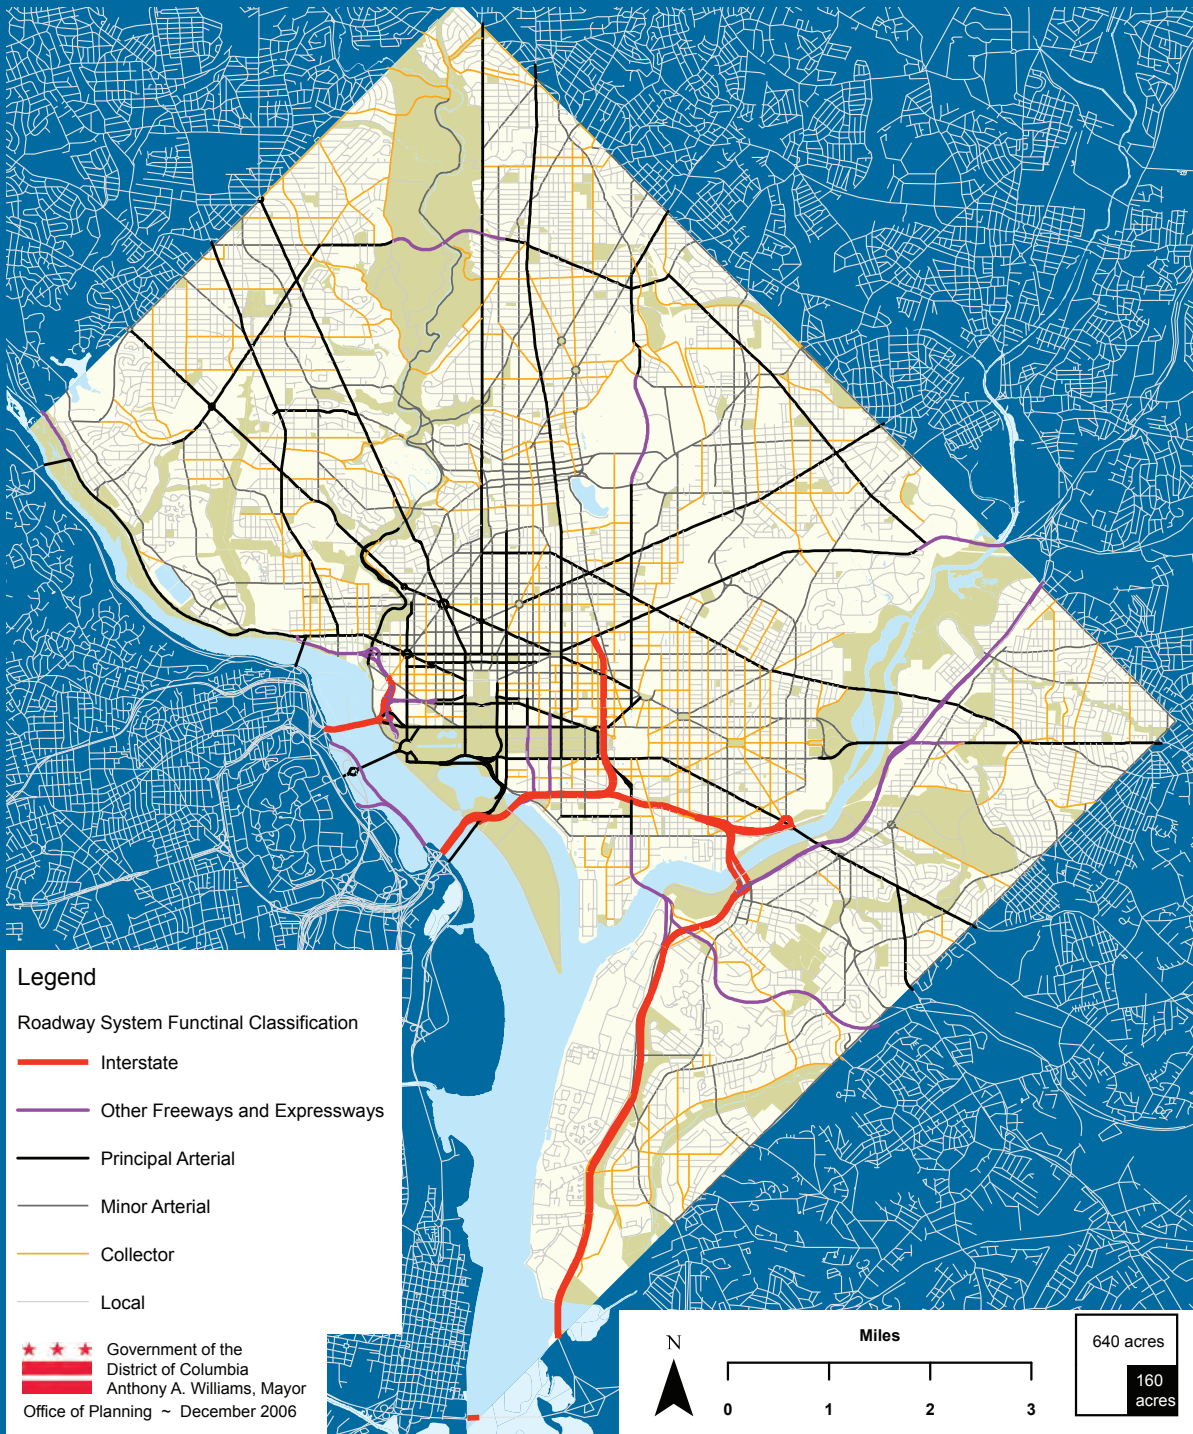 Legend
Roadway System Functinal Classification
Interstate
Other Freeways and Expressways
Principal Arterial
Minor Arterial
Collector
Local
Government of the
District of Columbia
Anthony A. Williams, Mayor
Office of Planning ~ December 2006
N
Miles
0 1 2 3
640 acres
160
acres